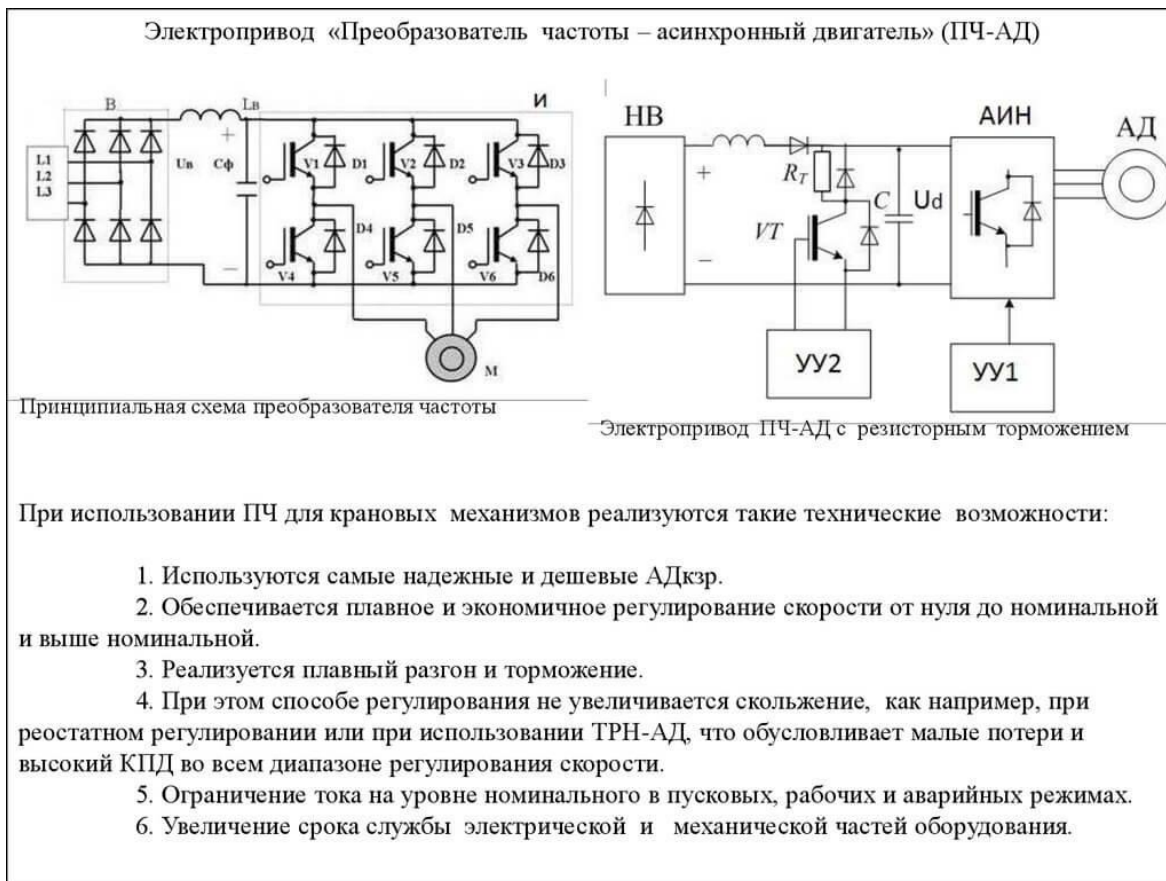 Электропривод «Преобразователь частоты – асинхронный двигатель» (ПЧ-АД)
В
Lв
И
L1
L2
L3
+
Uв
Сф
–
V1
D1
V2
D2
V3
D3
D4
D5
V4
V5
V6
D6
М
Принципиальная схема преобразователя частоты
НВ
АИН
АД
+
–
RT
VT
C
Ud
УУ2
УУ1
Электропривод ПЧ-АД с резисторным торможением
При использовании ПЧ для крановых механизмов реализуются такие технические возможности:
1. Используются самые надежные и дешевые АДкзр.
2. Обеспечивается плавное и экономичное регулирование скорости от нуля до номинальной
и выше номинальной.
3. Реализуется плавный разгон и торможение.
4. При этом способе регулирования не увеличивается скольжение, как например, при
реостатном регулировании или при использовании ТРН-АД, что обусловливает малые потери и
высокий КПД во всем диапазоне регулирования скорости.
5. Ограничение тока на уровне номинального в пусковых, рабочих и аварийных режимах.
6. Увеличение срока службы электрической и механической частей оборудования.